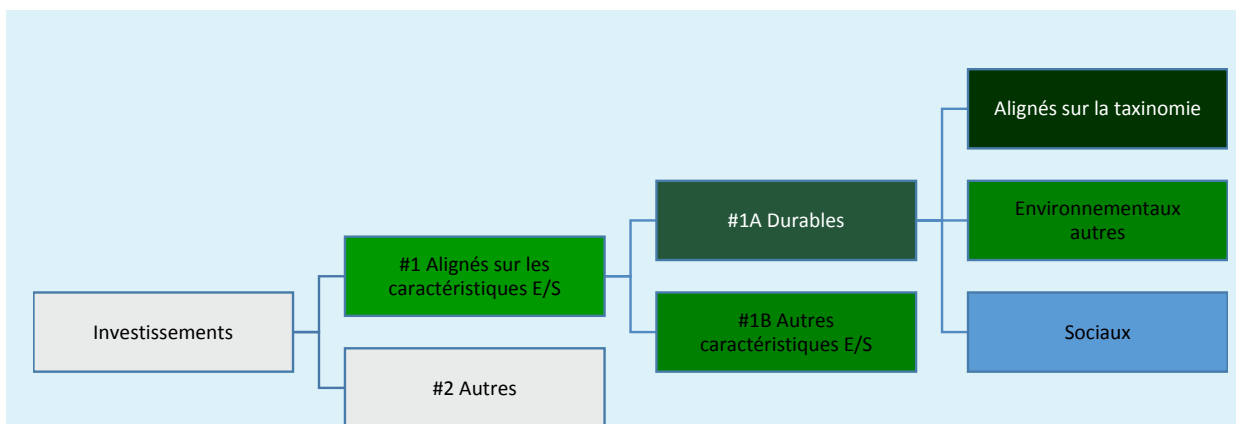 Alignés sur la taxinomie
#1A Durables
Environnementaux
autres
#1 Alignés sur les
caractéristiques E/S
Investissements
#1B Autres
caractéristiques E/S
Sociaux
#2 Autres